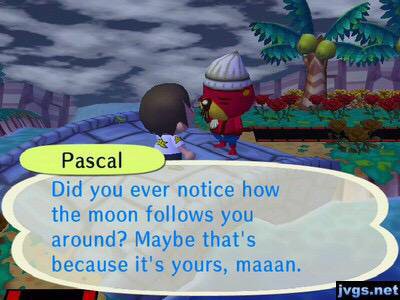 Pascal
Did you ever notice how
the moon follows you
around? Maybe that's
because it's yours, maaan.
jvgs.net